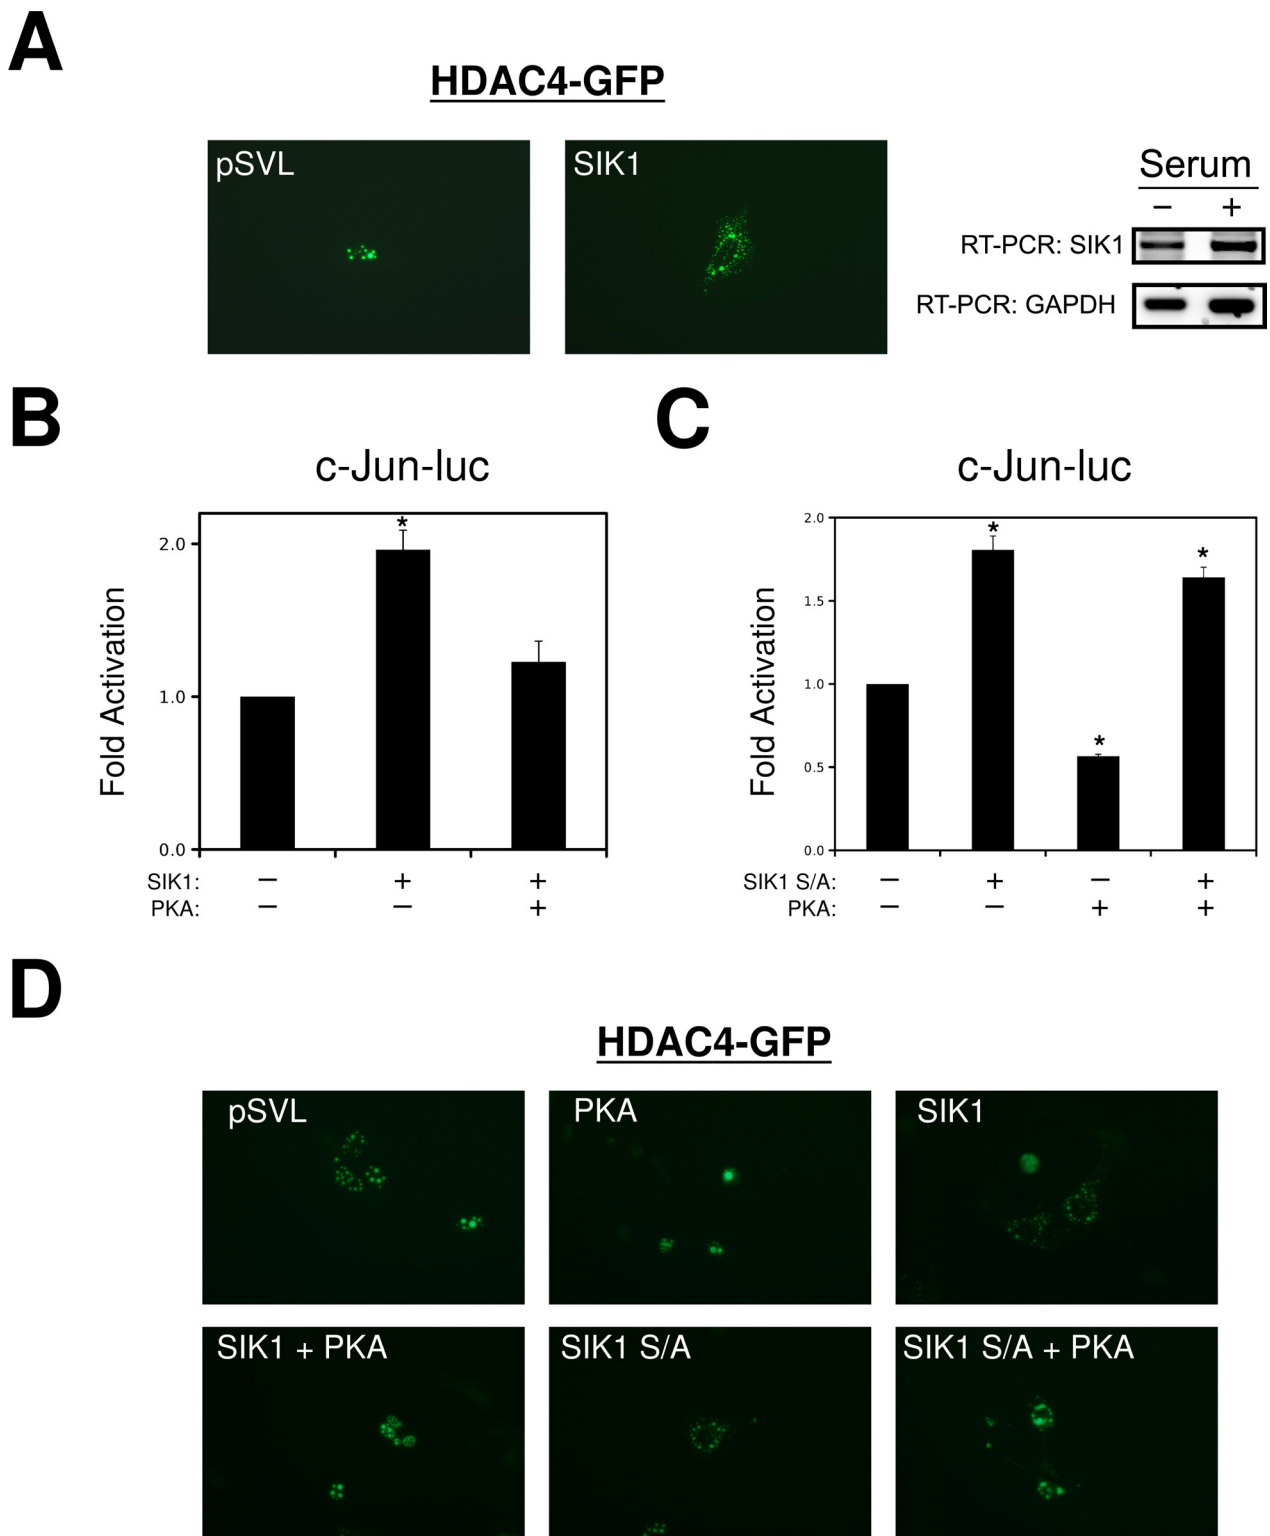 A
HDAC4-GFP
pSVL
SIK1
Serum
– +
RT-PCR: SIK1
RT-PCR: GAPDH
B
c-Jun-luc
Fold Activation
2.0
*
1.0
0.0
SIK1: – + +
PKA: – – +
C
c-Jun-luc
Fold Activation
2.0
* *
1.5
1.0
*
0.5
0.0
SIK1 S/A: – + – +
PKA: – – + +
D
HDAC4-GFP
pSVL
PKA
SIK1
SIK1 + PKA
SIK1 S/A
SIK1 S/A + PKA